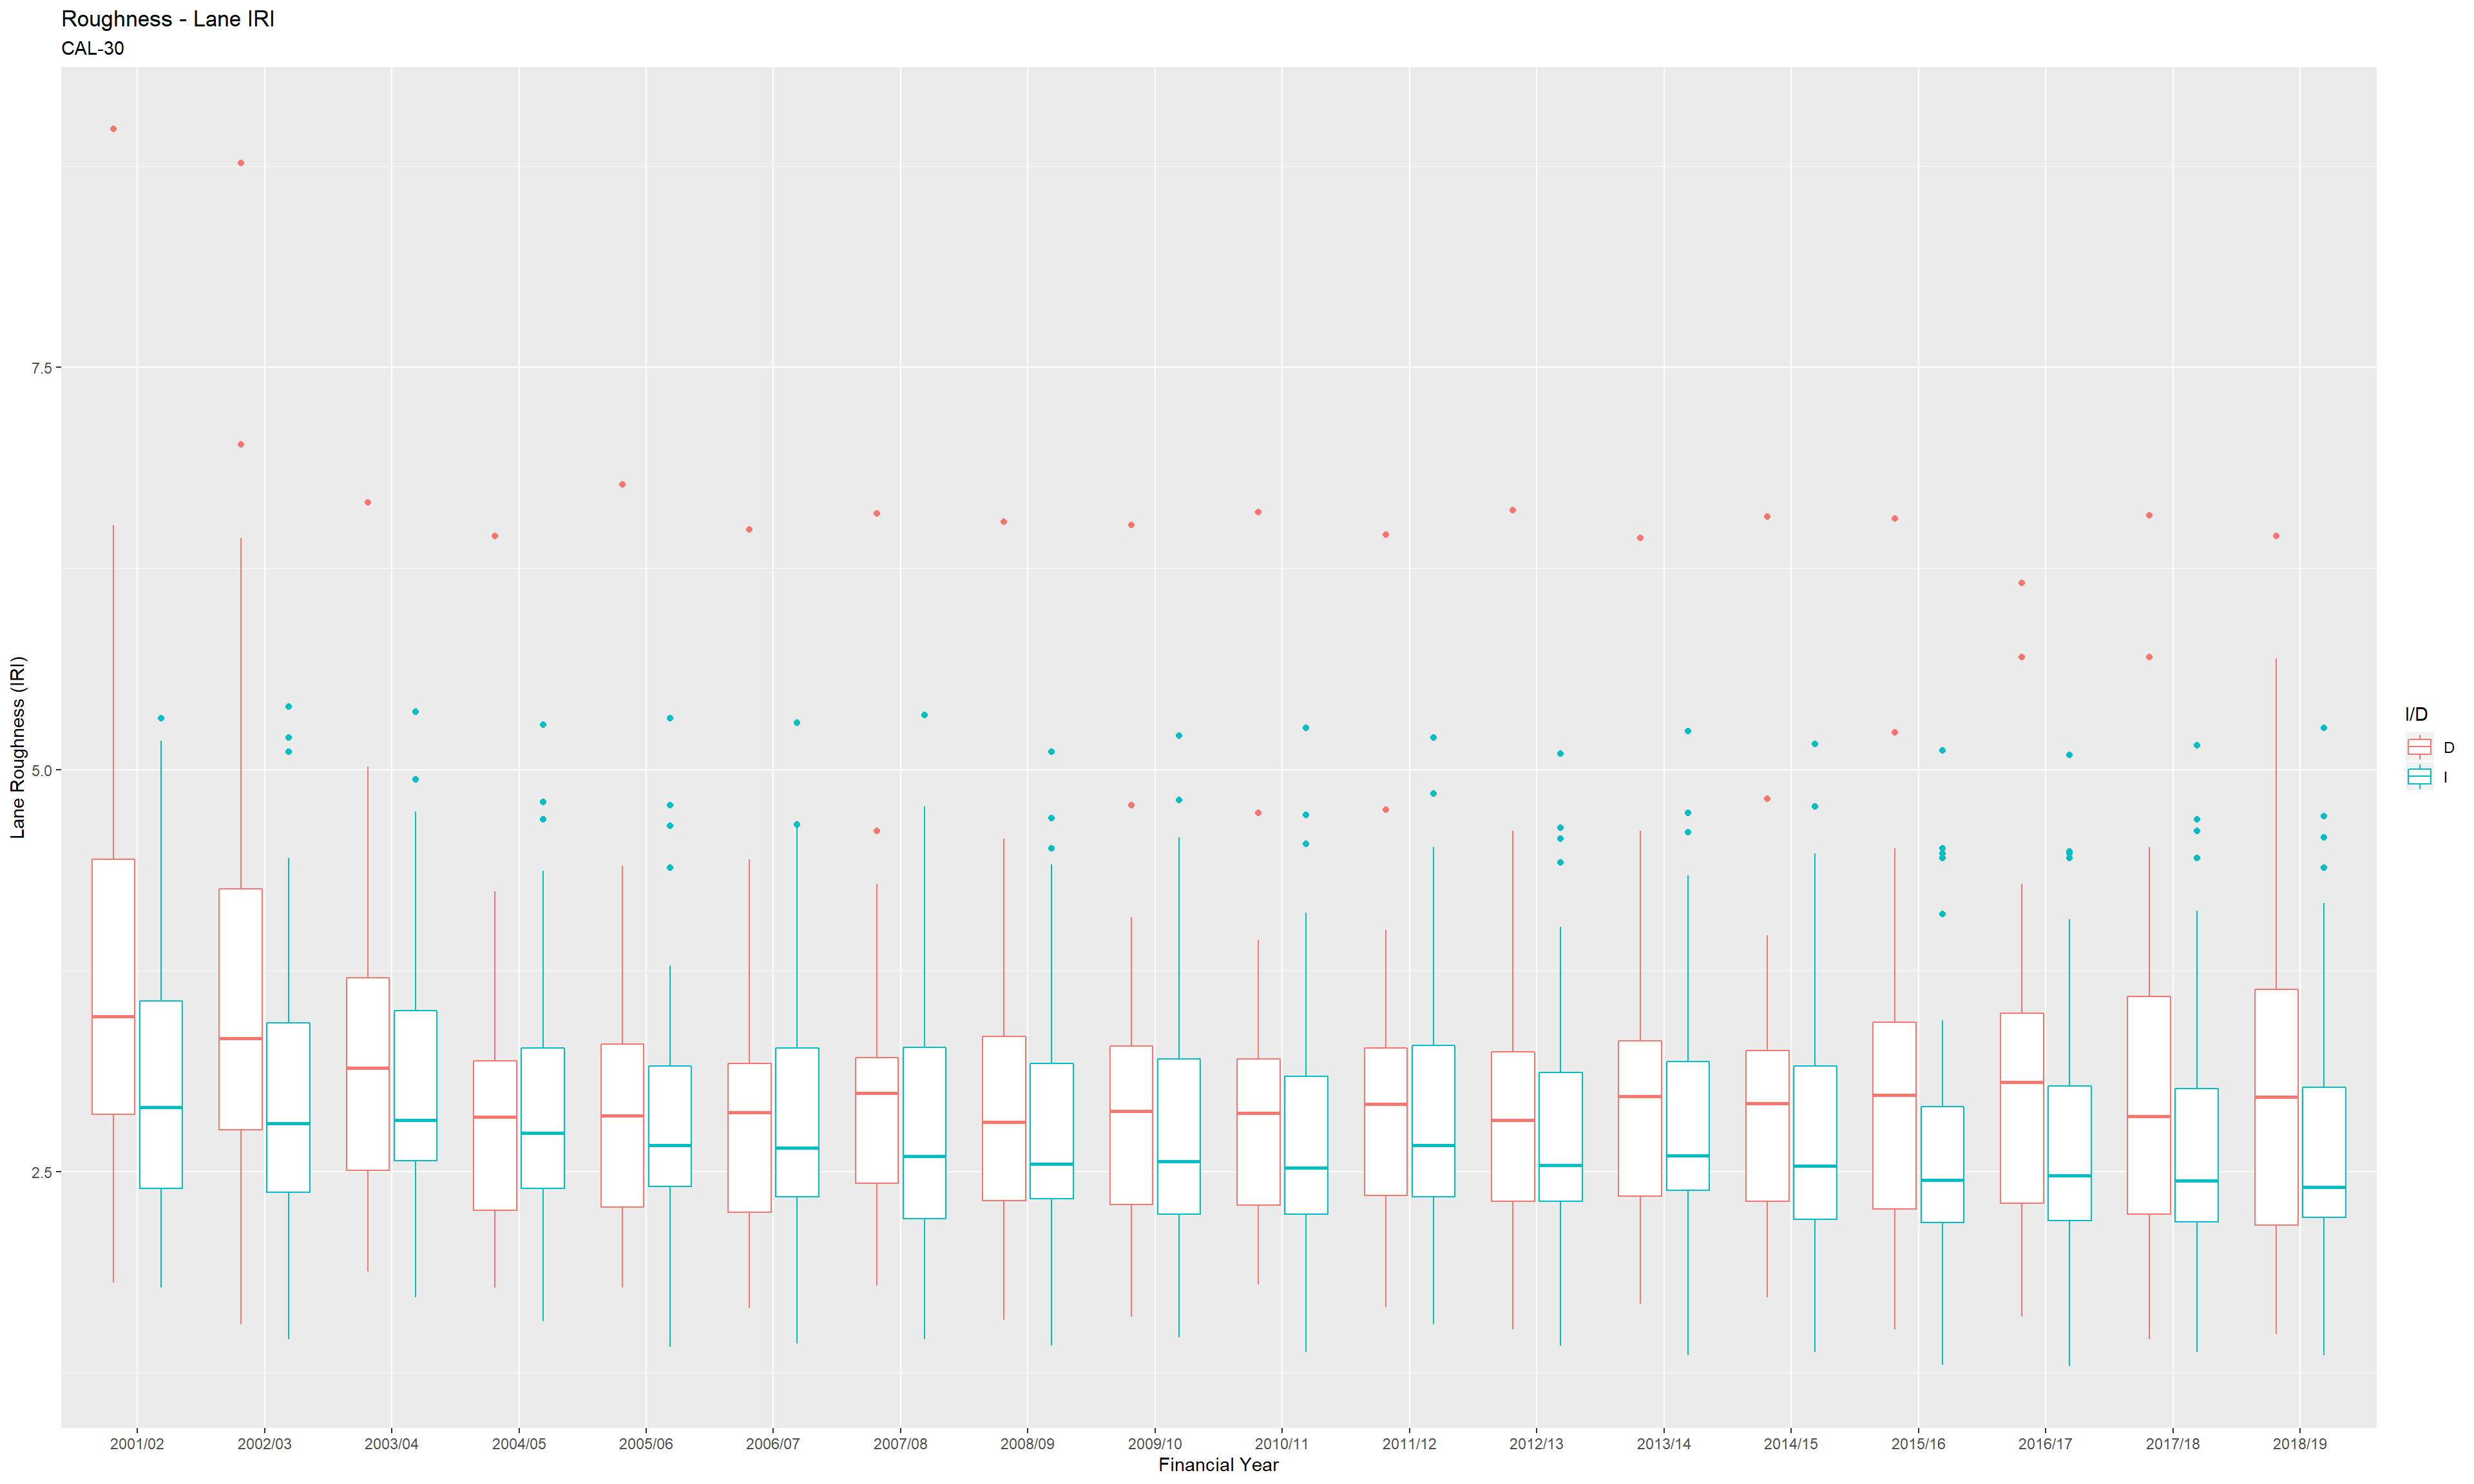 Roughness - Lane IRI
CAL-30
Lane Roughness (IRI)
7.5
5.0
2.5
2001/02 2002/03 2003/04 2004/05 2005/06 2006/07 2007/08 2008/09 2009/10 2010/11 2011/12 2012/13 2013/14 2014/15 2015/16 2016/17 2017/18 2018/19
Financial Year
I/D
D
I